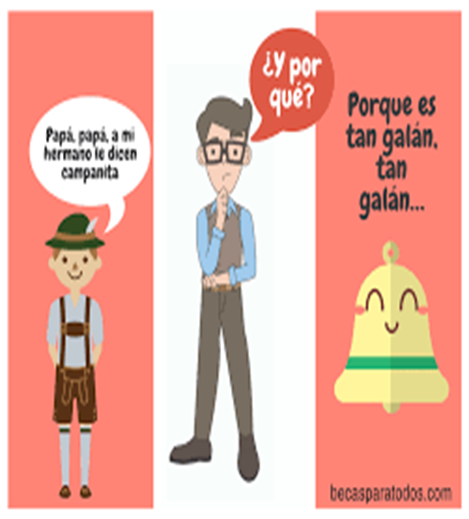 Papá, papá, a mi
hermano le dicen
campanita
¿Y por
qué?
Porque es
tan galán,
tan
galán...
becasparatodos.com